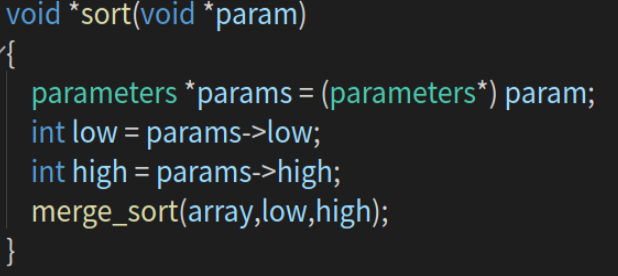 void *sort(void *param)
{
parameters *params = (parameters*) param;
int low = params->low;
int high = params->high;
merge_sort(array,low,high);
}